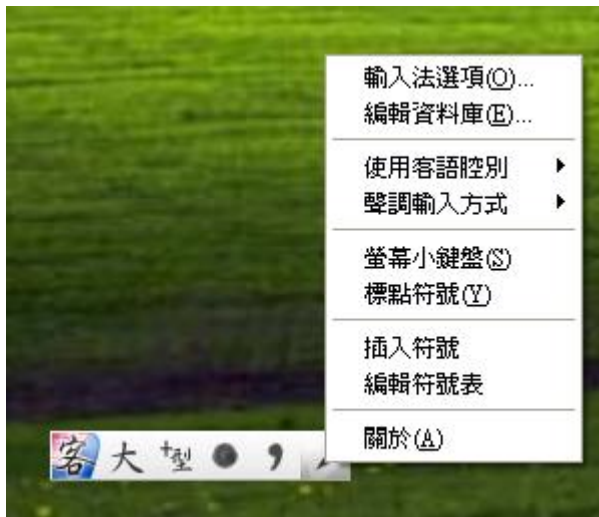 輸入法選項(O)...
編輯資料庫(E)...
使用客語腔別
聲調輸入方式
螢幕小鍵盤(S)
標點符號(Y)
插入符號
編輯符號表
關於(A)
客 大 +型 ● ，